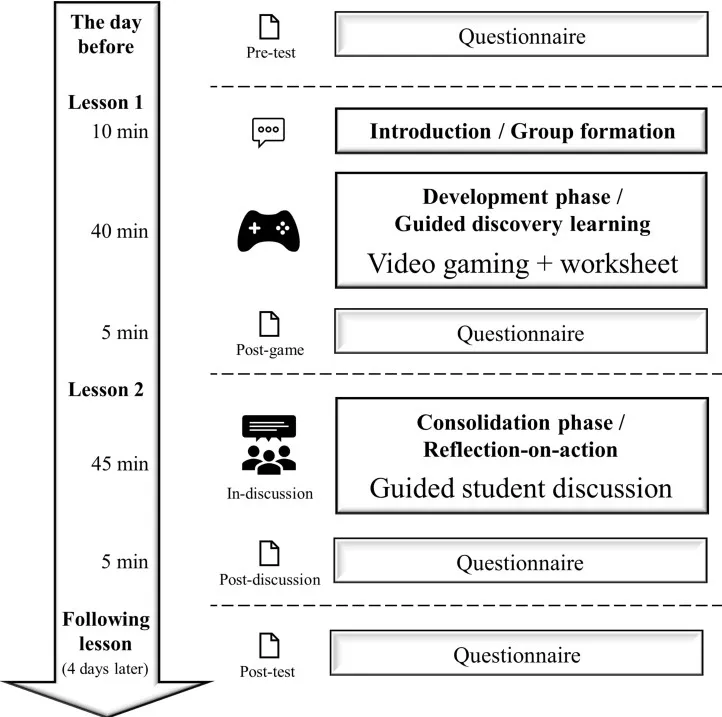 The day
before
Pre-test
Questionnaire
Lesson 1
10 min
Introduction / Group formation
40 min
Development phase /
Guided discovery learning
Video gaming + worksheet
5 min
Post-game
Questionnaire
Lesson 2
45 min
In-discussion
Consolidation phase /
Reflection-on-action
Guided student discussion
5 min
Post-discussion
Questionnaire
Following
lesson
(4 days later)
Post-test
Questionnaire